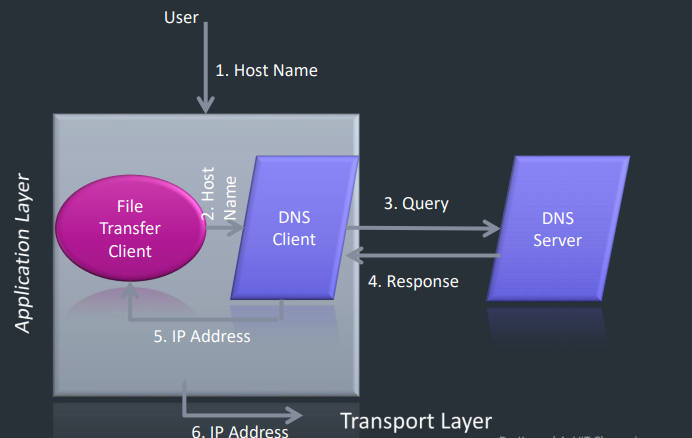 User
1. Host Name
Application Layer
File
Transfer
Client
2. Host
Name
DNS
Client
3. Query
4. Response
DNS
Server
5. IP Address
6. IP Address
Transport Layer